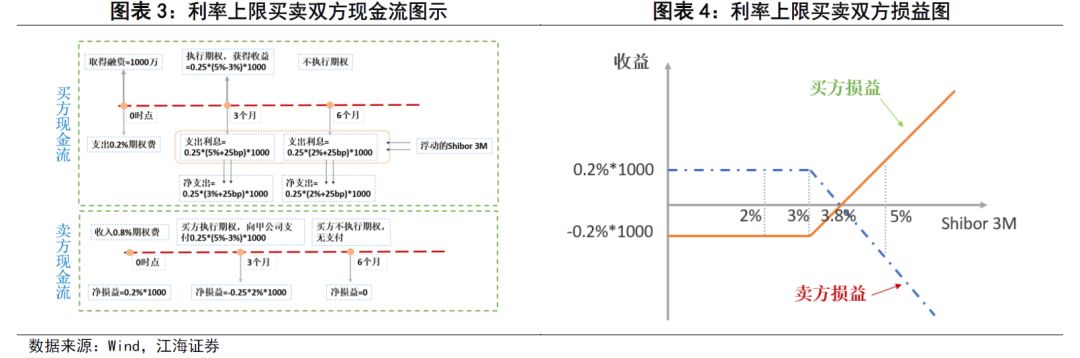 图表 3：利率上限买卖双方现金流图示
买方现金流
取得融资=1000万
执行期权，获得收益
=0.25*(5%-3%)*1000
不执行期权
0时点
3个月
6个月
支出0.2%期权费
支出利息=
0.25*(5%+25bp)*1000
支出利息=
0.25*(2%+25bp)*1000
浮动的Shibor 3M
净支出=
0.25*(3%+25bp)*1000
净支出=
0.25*(2%+25bp)*1000
卖方现金流
收入0.8%期权费
买方执行期权，向甲公司支
付0.25*(5%-3%)*1000
买方不执行期权，
无支付
0时点
3个月
6个月
净损益=0.2%*1000
净损益=-0.25*2%*1000
净损益=0
图表 4：利率上限买卖双方损益图
收益
买方损益
0.2%*1000
2%
3%
3.8%
5%
Shibor 3M
-0.2%*1000
卖方损益
数据来源：Wind，江海证券